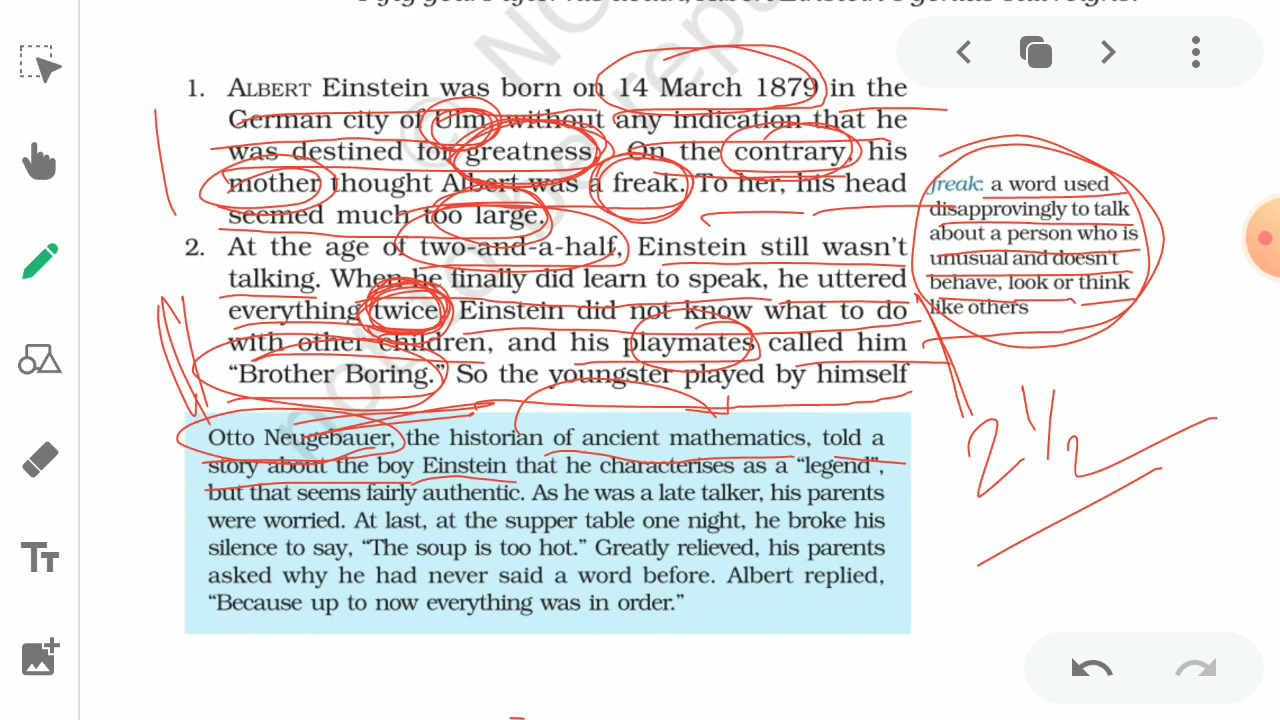 1. ALBERT Einstein was born on 14 March 1879 in the
German city of Ulm, without any indication that he
was destined for greatness. On the contrary, his
mother thought Albert was a freak. To her, his head
seemed much too large.
2. At the age of two-and-a-half, Einstein still wasn't
talking. When he finally did learn to speak, he uttered
everything twice. Einstein did not know what to do
with other children, and his playmates called him
“Brother Boring.” So the youngster played by himself
freak: a word used
disapprovingly to talk
about a person who is
unusual and doesn't
behave, look or think
like others
2 1/2
Otto Neugebauer, the historian of ancient mathematics, told a
story about the boy Einstein that he characterises as a “legend”,
but that seems fairly authentic. As he was a late talker, his parents
were worried. At last, at the supper table one night, he broke his
silence to say, “The soup is too hot.” Greatly relieved, his parents
asked why he had never said a word before. Albert replied,
“Because up to now everything was in order.”
TT